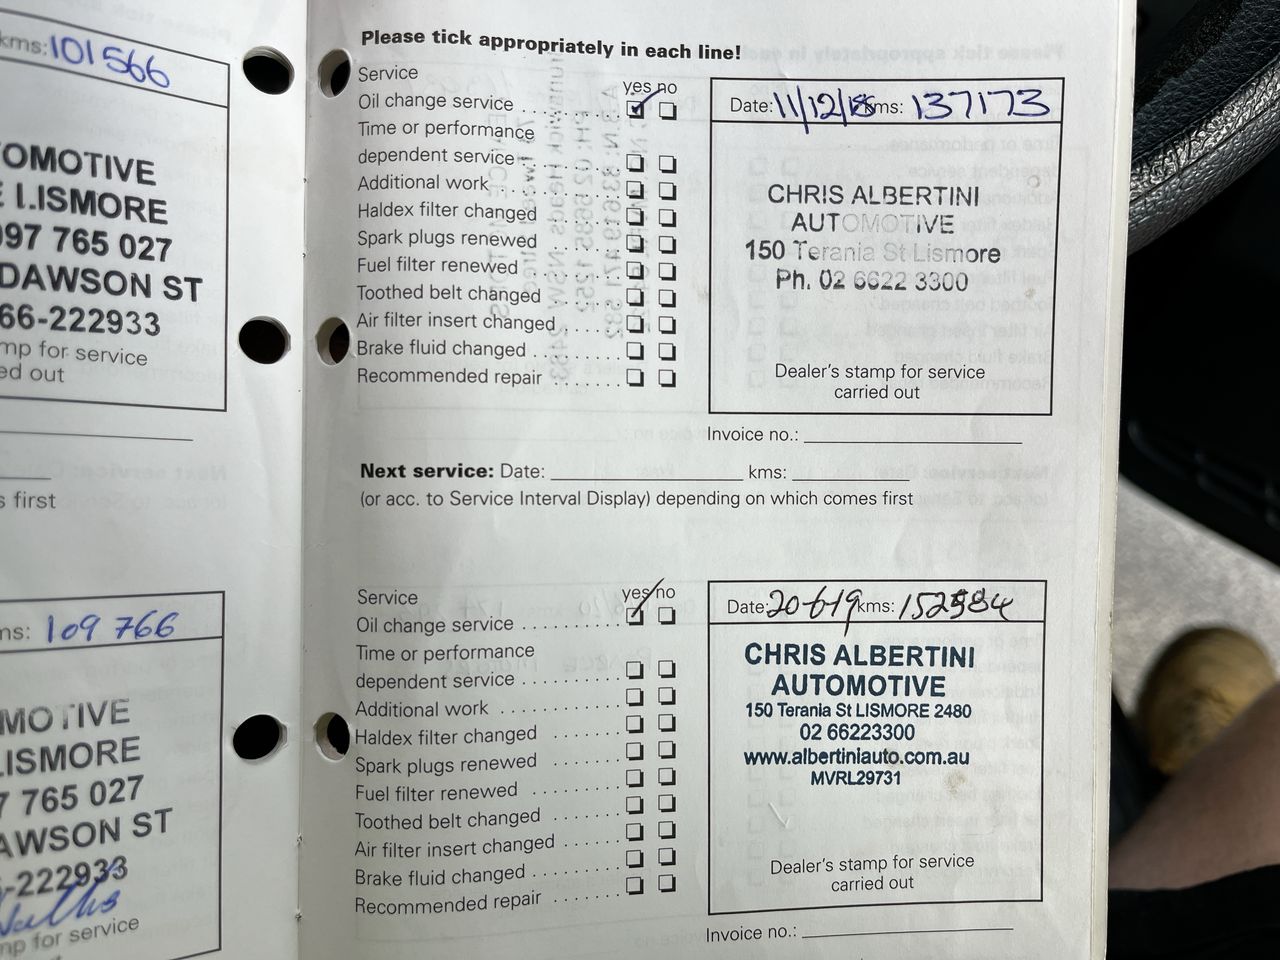 kms: 101566
OMOTIVE
LISMORE
097 765 027
DAWSON ST
66-222933
mp for service
ed out
s first
ms: 109 766
MOTIVE
LISMORE
7 765 027
AWSON ST
-222933
mp for service
Please tick appropriately in each line!
Service
yes no
Oil change service
Time or performance
dependent service
Additional work
Haldex filter changed
Spark plugs renewed
Fuel filter renewed
Toothed belt changed
Air filter insert changed
Brake fluid changed
Recommended repair
Date: 11/12/18 kms: 137173
CHRIS ALBERTINI
AUTOMOTIVE
150 Terania St Lismore
Ph. 02 6622 3300
Dealer's stamp for service
carried out
Invoice no.:
Next service: Date: kms:
(or acc. to Service Interval Display) depending on which comes first
Service
yes no
Oil change service
Time or performance
dependent service
Additional work
Haldex filter changed
Spark plugs renewed
Fuel filter renewed
Toothed belt changed
Air filter insert changed
Brake fluid changed
Recommended repair
Date: 20-6-19 kms: 152984
CHRIS ALBERTINI
AUTOMOTIVE
150 Terania St LISMORE 2480
02 66223300
www.albertiniauto.com.au
MVRL29731
Dealer's stamp for service
carried out
Invoice no.: